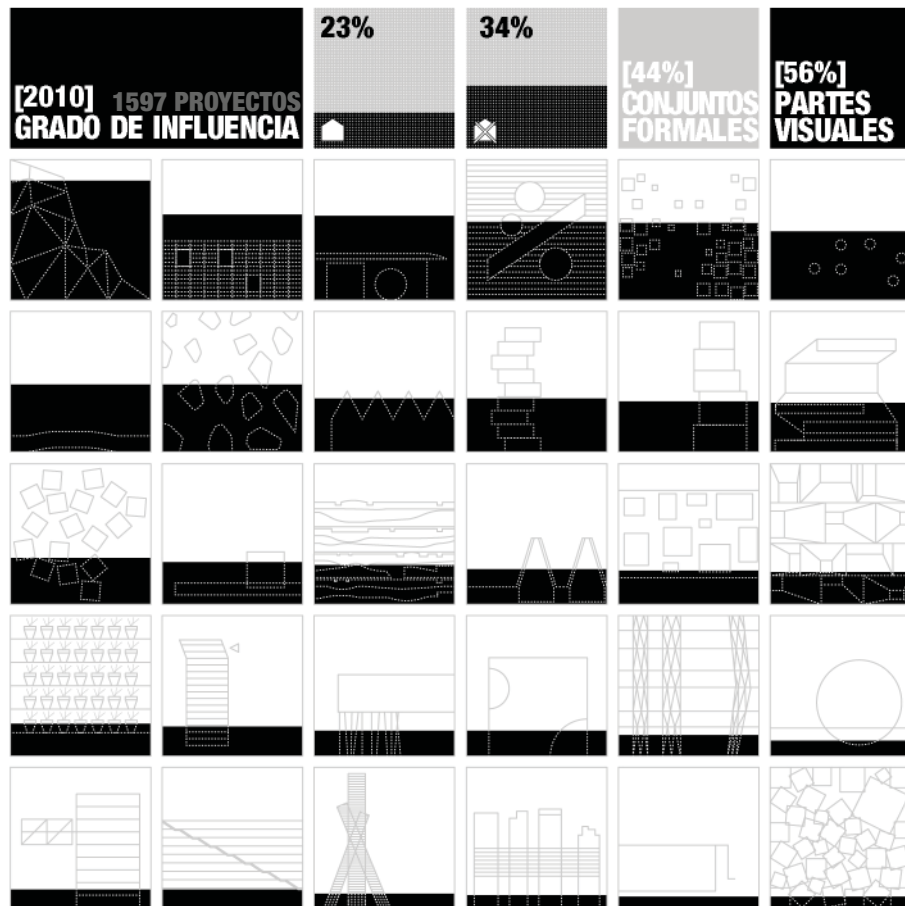 [2010] 1597 PROYECTOS
GRADO DE INFLUENCIA
23%
34%
[44%]
CONJUNTOS
FORMALES
[56%]
PARTES
VISUALES